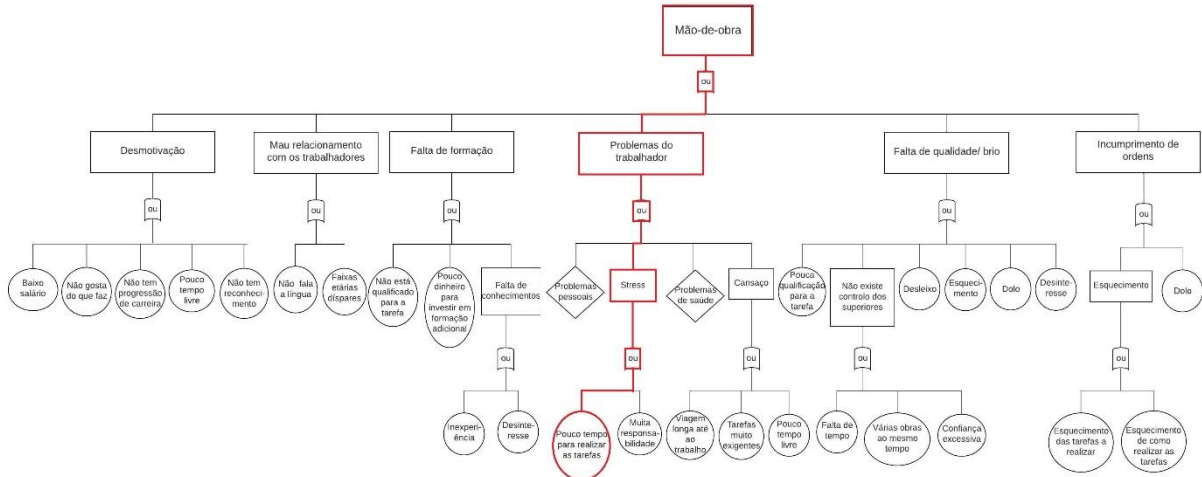 Mão-de-obra
ou
Desmotivação
Mau relacionamento
com os trabalhadores
Falta de formação
Problemas do
trabalhador
Falta de qualidade/ brio
Incumprimento de
ordens
ou
ou
ou
ou
ou
ou
Baixo
salário
Não gosta
do que faz
Não tem
progressão
de carreira
Pouco
tempo
livre
Não tem
reconheci-
mento
Não fala
a língua
Faixas
etárias
díspares
Não está
qualificado
para a
tarefa
Pouco
dinheiro
para
investir em
formação
adicional
Falta de
conhecimentos
Problemas
pessoais
Stress
Problemas
de saúde
Cansaço
Pouca
qualificação
para a
tarefa
Não existe
controlo dos
superiores
Desleixo
Esqueci-
mento
Dolo
Desinte-
resse
Esquecimento
Dolo
ou
ou
ou
ou
ou
Inexperi-
ência
Desinte-
resse
Pouco tempo
para realizar
as tarefas
Muita
responsa-
bilidade
Viagem
longa até
ao
trabalho
Tarefas
muito
exigentes
Pouco
tempo
livre
Falta de
tempo
Várias obras
ao mesmo
tempo
Confiança
excessiva
Esquecimento
das tarefas a
realizar
Esquecimento
de como
realizar as
tarefas